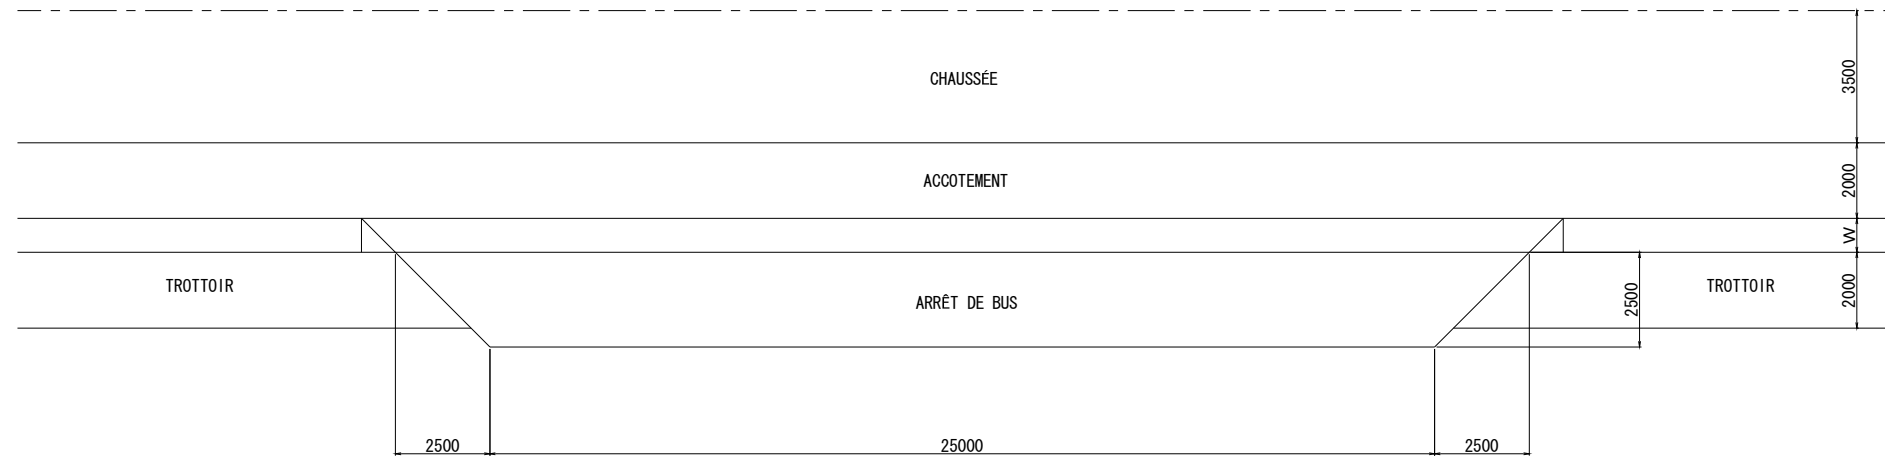 CHAUSSÉE
3500
ACCOTEMENT
2000
W
TROTTOIR
ARRÊT DE BUS
2500
TROTTOIR
2000
2500
25000
2500